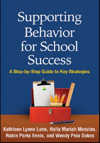 Supporting
Behavior
for School
Success
A Step-by-Step Guide to Key Strategies
Kathleen Lynne Lane, Holly Mariah Menzies,
Robin Parks Ennis, and Wendy Peia Oakes